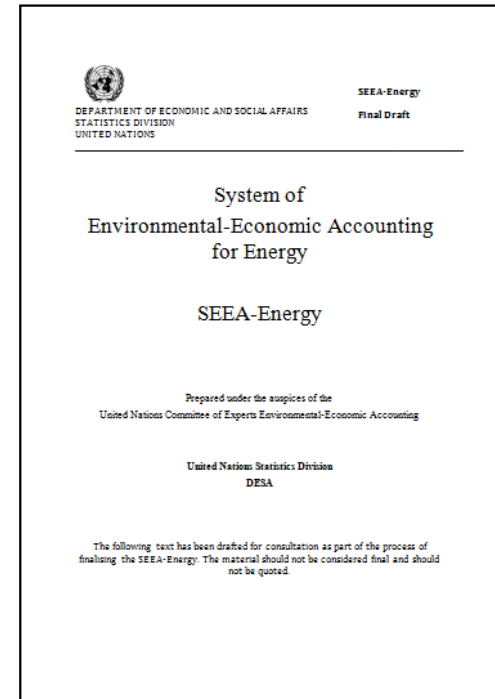 SEEA-Energy
Final Draft
DEPARTMENT OF ECONOMIC AND SOCIAL AFFAIRS
STATISTICS DIVISION
UNITED NATIONS
System of
Environmental-Economic Accounting
for Energy
SEEA-Energy
Prepared under the auspices of the
United Nations Committee of Experts Environmental-Economic Accounting
United Nations Statistics Division
DESA
The following text has been drafted for consultation as part of the process of
finalising the SEEA-Energy. The material should not be considered final and should
not be quoted.